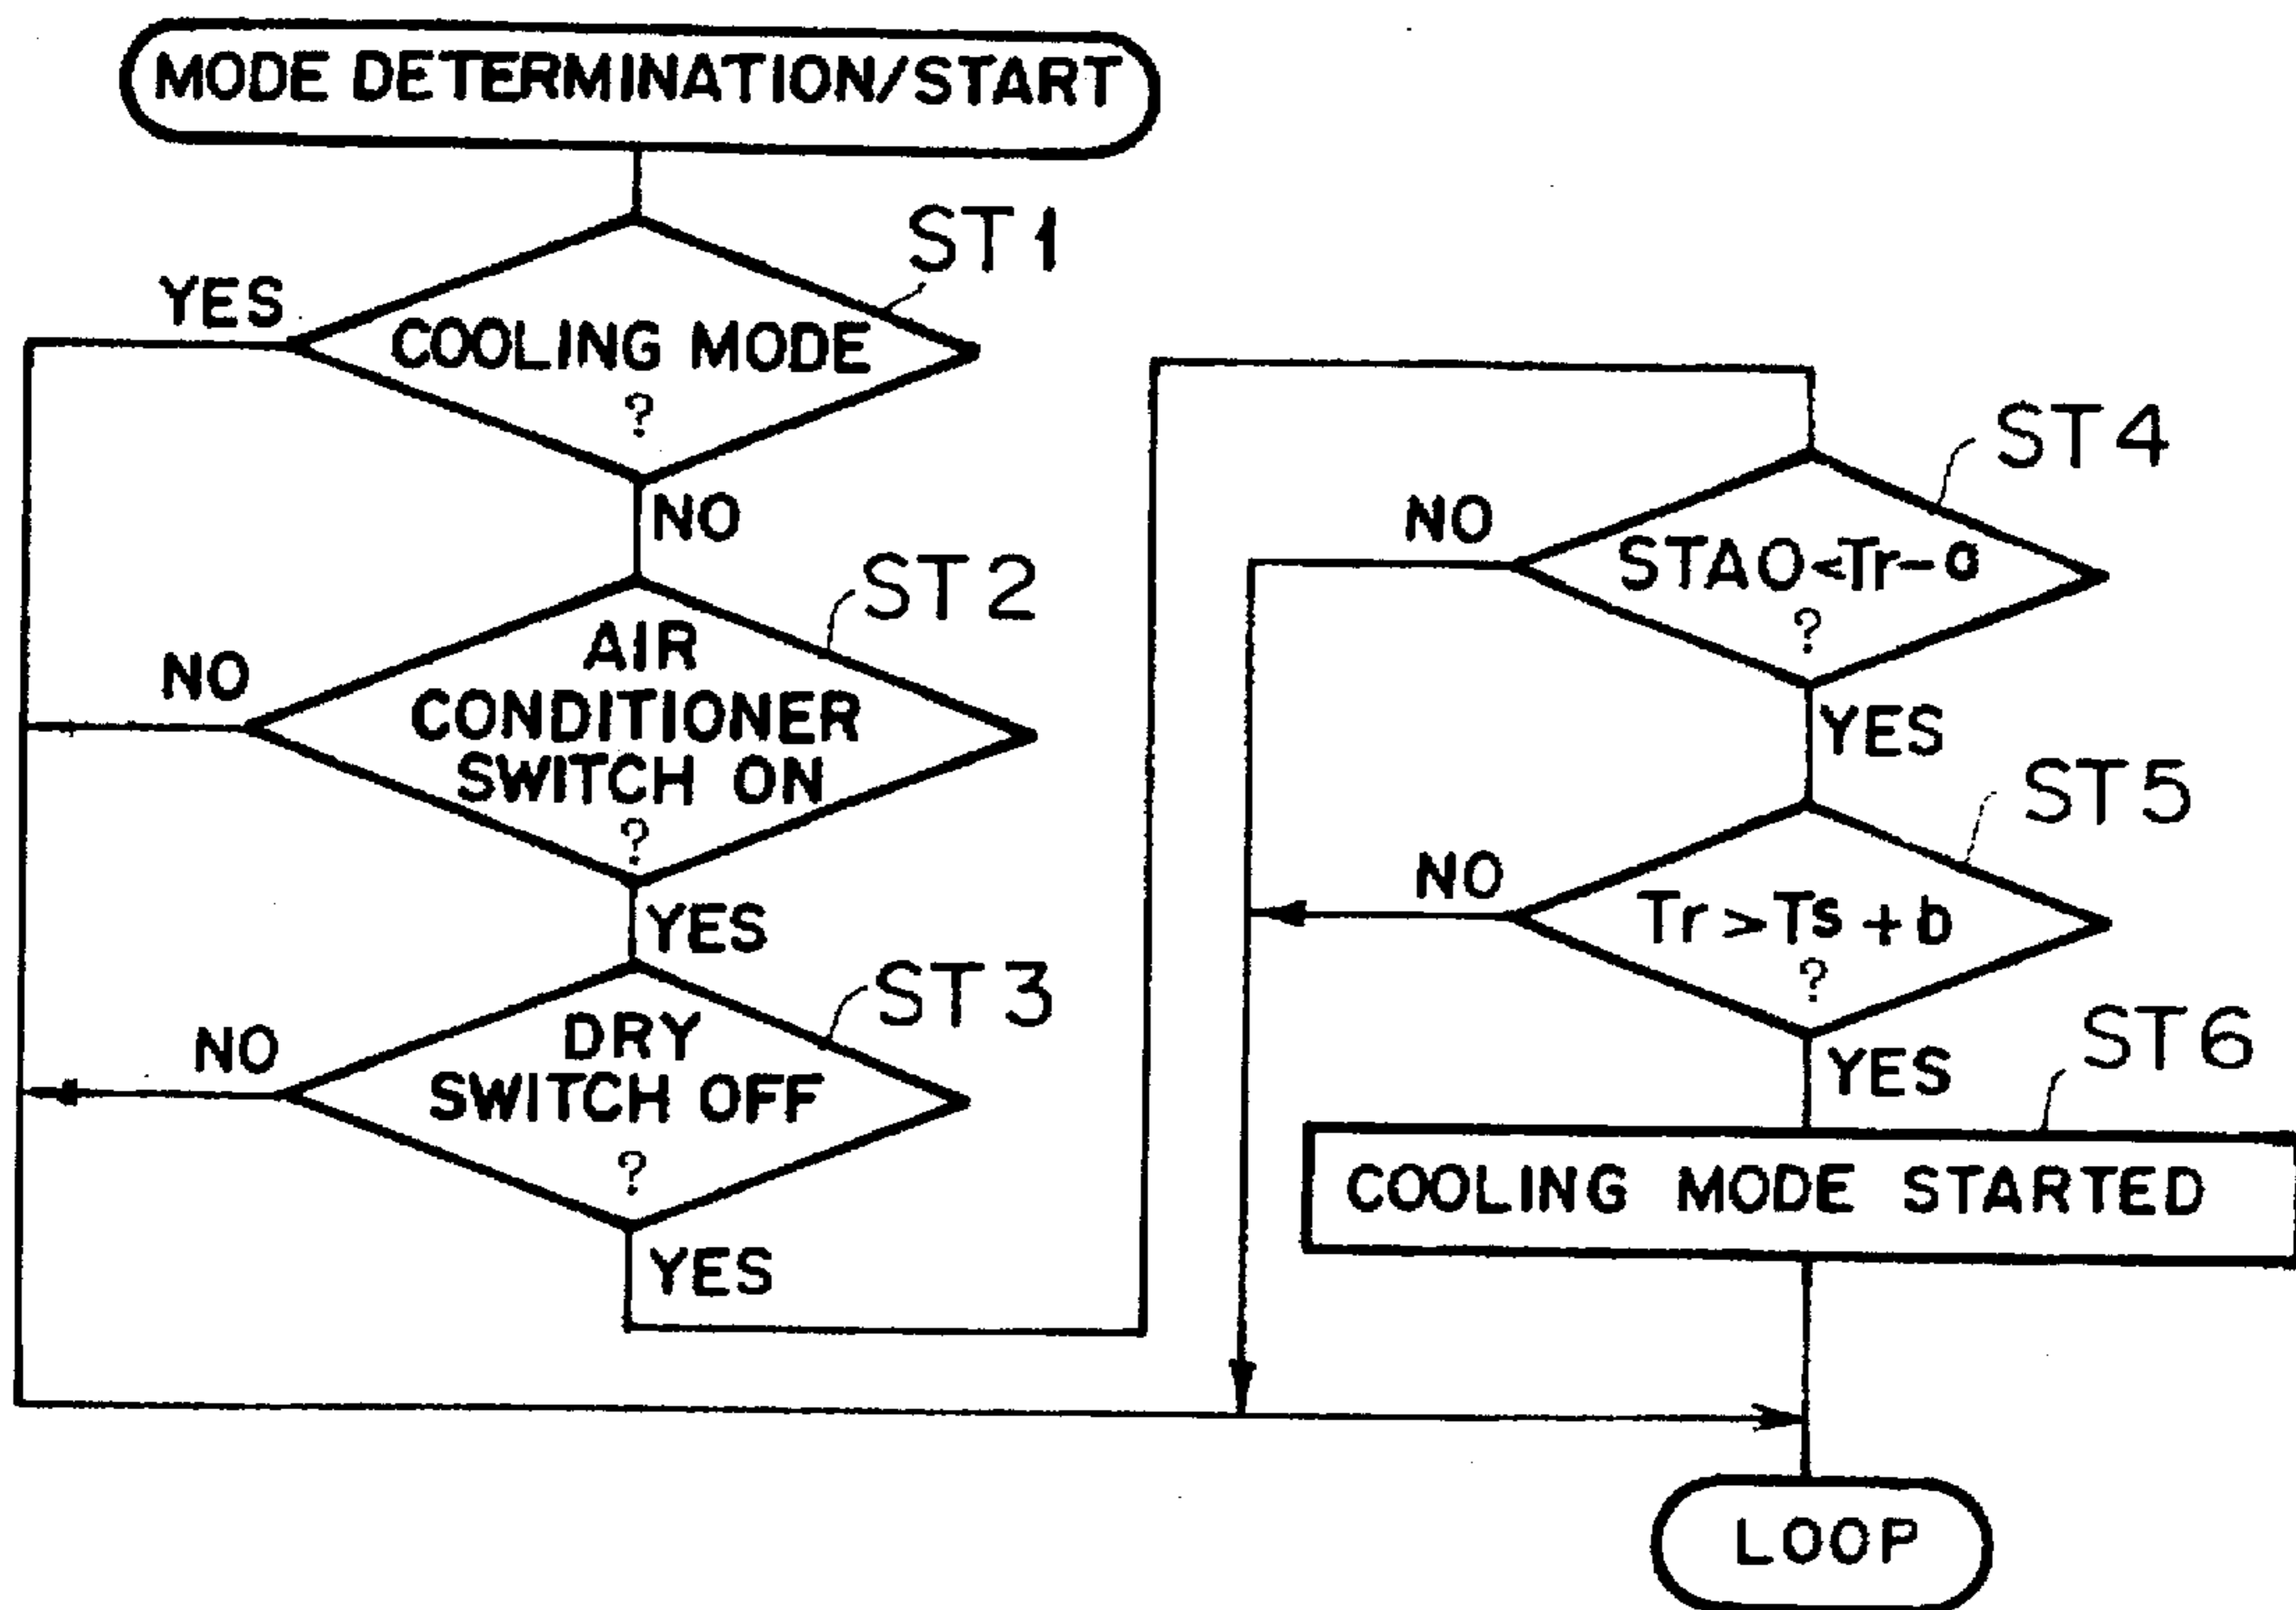 MODE DETERMINATION/START
ST1
YES
COOLING MODE
?
NO
ST2
NO
AIR
CONDITIONER
SWITCH ON
?
YES
ST3
NO
DRY
SWITCH OFF
?
YES
ST4
NO
STAO<Tr-a
?
YES
ST5
NO
Tr>Ts+b
?
YES
ST6
COOLING MODE STARTED
LOOP